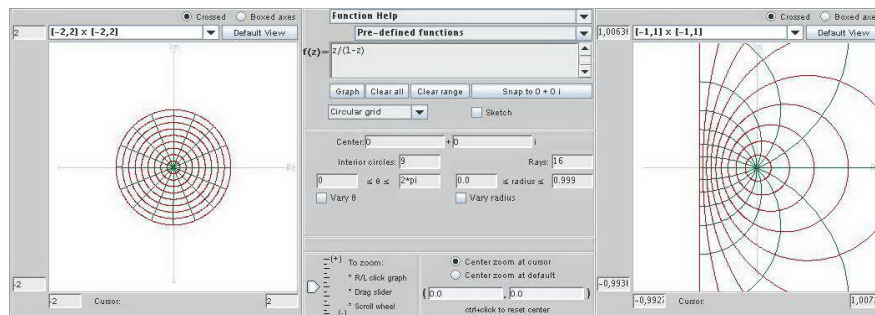 Crossed Boxed axes
2 [-2,2] x [-2,2] Default View
Im
Re
-2
-2 Cursor: 2
Function Help
Pre-defined functions
f(z)= z/(1-z)
Graph Clear all Clear range Snap to 0 + 0 i
Circular grid Sketch
Center: 0 + 0 i
Interior circles: 9 Rays: 16
0 ≤ θ ≤ 2*pi 0.0 ≤ radius ≤ 0.999
Vary θ Vary radius
(+) To zoom:
* R/L click graph
* Drag slider
* Scroll wheel
(-)
Center zoom at cursor
Center zoom at default
( 0.0 , 0.0 )
ctrl+click to reset center
Crossed Boxed axes
1,0063 [-1,1] x [-1,1] Default View
Im
-0,993
-0,992 Cursor: 1,007